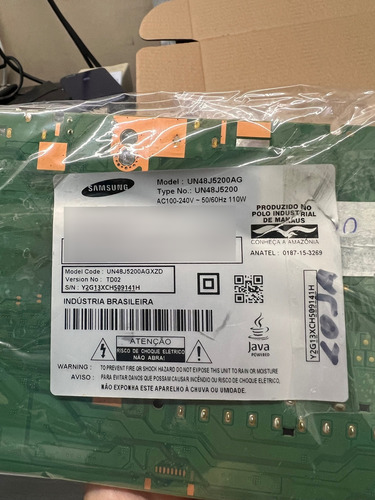 SAMSUNG
Model : UN48J5200AG
Type No.: UN48J5200
AC100-240V ~ 50/60Hz 110W
PRODUZIDO NO
POLO INDUSTRIAL
DE MANAUS
CONHEÇA A AMAZÔNIA
ANATEL : 0187-15-3269
Model Code : UN48J5200AGXZD
Version No : TD02
S/N : Y2G13XCH509141H
INDÚSTRIA BRASILEIRA
ATENÇÃO
RISCO DE CHOQUE ELÉTRICO
NÃO ABRA!
Java
POWERED
Y2G13XCH509141H
WARNING : TO PREVENT FIRE OR SHOCK HAZARD DO NOT EXPOSE THIS UNIT TO RAIN OR MOISTURE
AVISO : PARA EVITAR DANOS QUE POSSAM CAUSAR INCÊNDIO OU RISCO DE CHOQUE ELÉTRICO,
NÃO EXPONHA ESTE APARELHO À CHUVA OU UMIDADE.